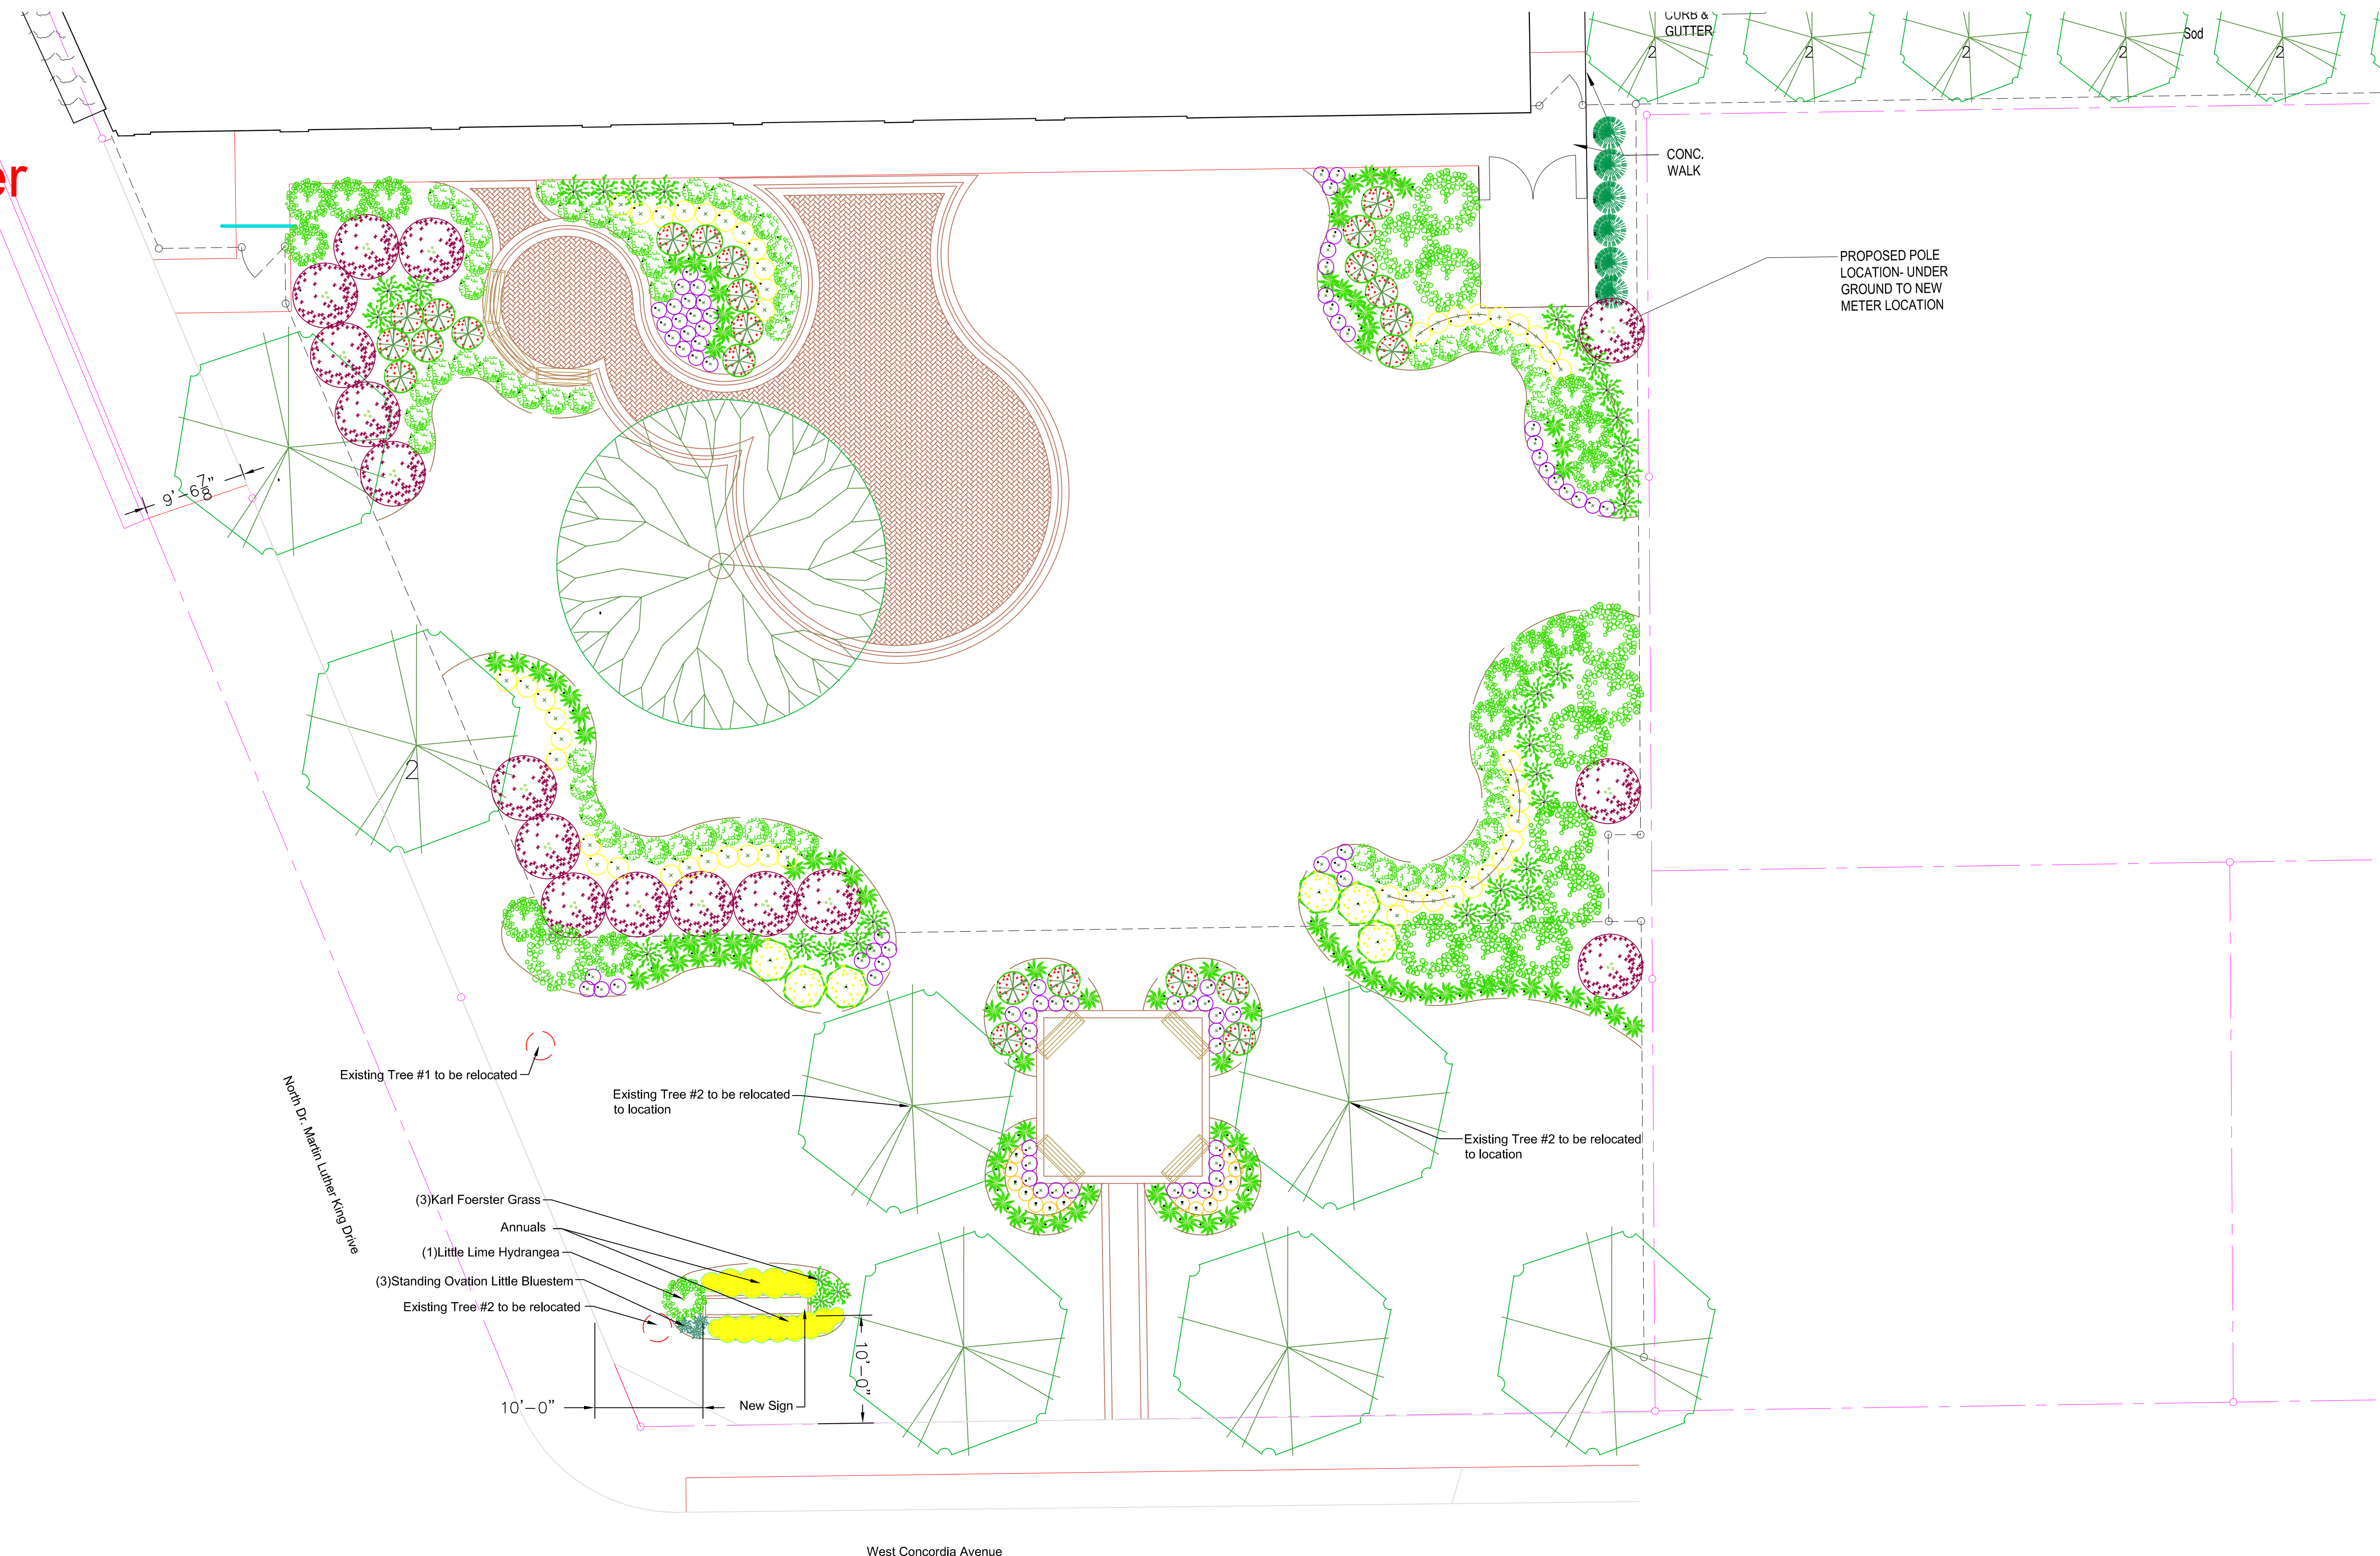 CURB &
GUTTER
Sod
2
2
2
2
2
er
CONC.
WALK
PROPOSED POLE
LOCATION- UNDER
GROUND TO NEW
METER LOCATION
9'-6 7/8"
2
Existing Tree #1 to be relocated
Existing Tree #2 to be relocated
to location
Existing Tree #2 to be relocated
to location
North Dr. Martin Luther King Drive
(3)Karl Foerster Grass
Annuals
(1)Little Lime Hydrangea
(3)Standing Ovation Little Bluestem
Existing Tree #2 to be relocated
10'-0"
10'-0"
New Sign
West Concordia Avenue